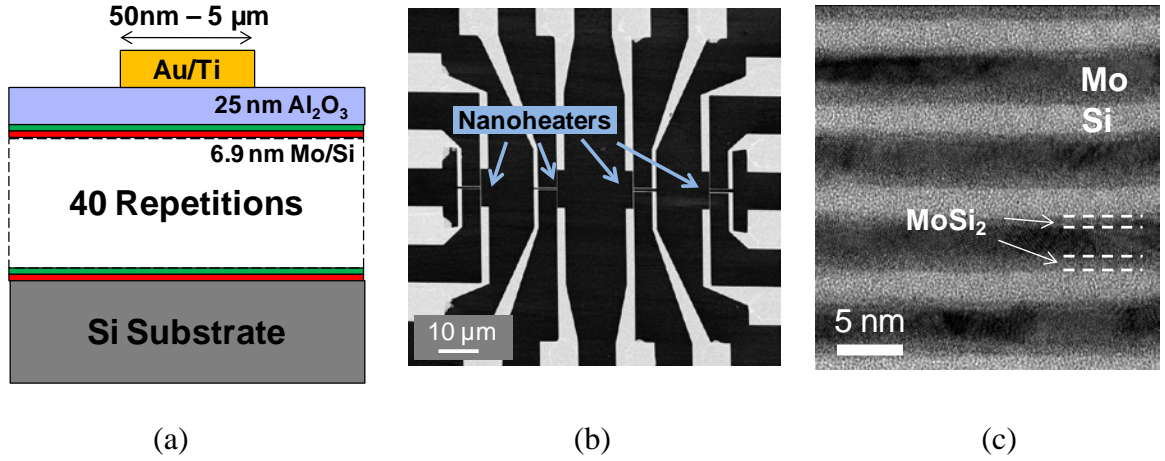 50nm – 5 µm
Au/Ti
25 nm Al₂O₃
6.9 nm Mo/Si
40 Repetitions
Si Substrate
(a)
Nanoheaters
10 µm
(b)
Mo
Si
MoSi₂
5 nm
(c)